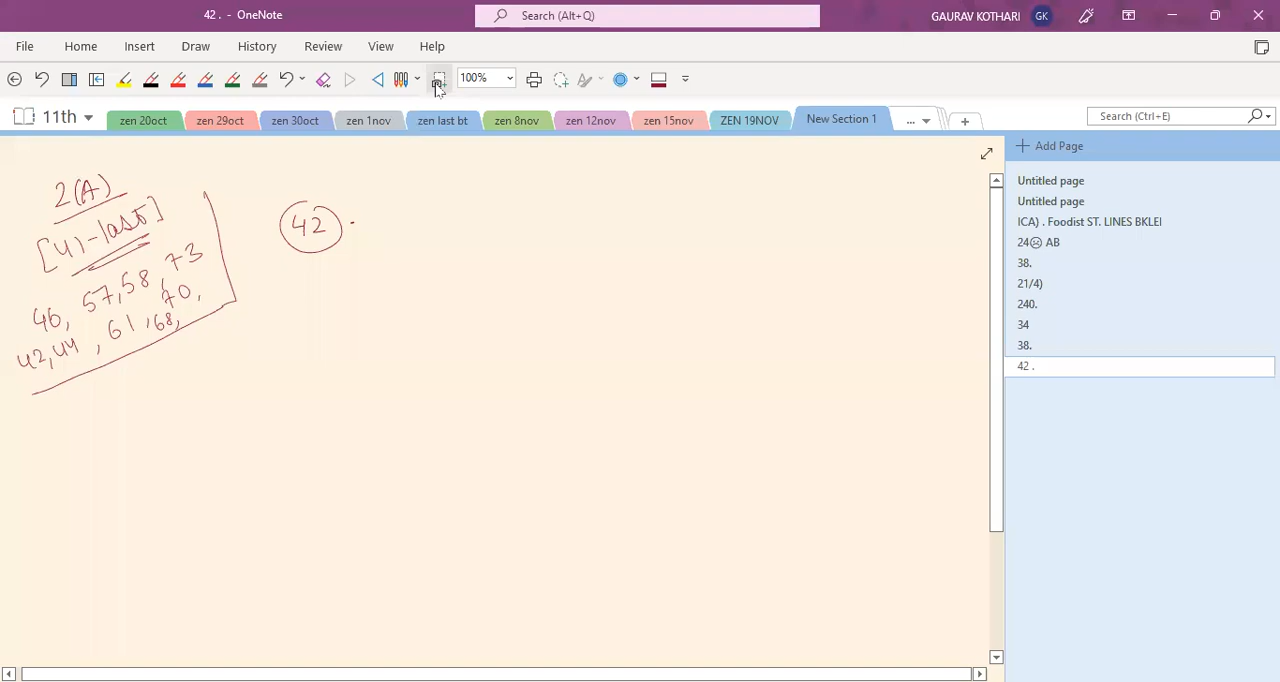 42 . - OneNote
Search (Alt+Q)
GAURAV KOTHARI GK
File Home Insert Draw History Review View Help
100%
11th zen 20oct zen 29oct zen 30oct zen 1nov zen last bt zen 8nov zen 12nov zen 15nov ZEN 19NOV New Section 1 ... Search (Ctrl+E)
Add Page
Untitled page
Untitled page
ICA) . Foodist ST. LINES BKLEI
24☹ AB
38.
21/4)
240.
34
38.
42 .
2(A)
[41-last]
46, 57,58, 73
42,44, 61,68, 70,
42 .